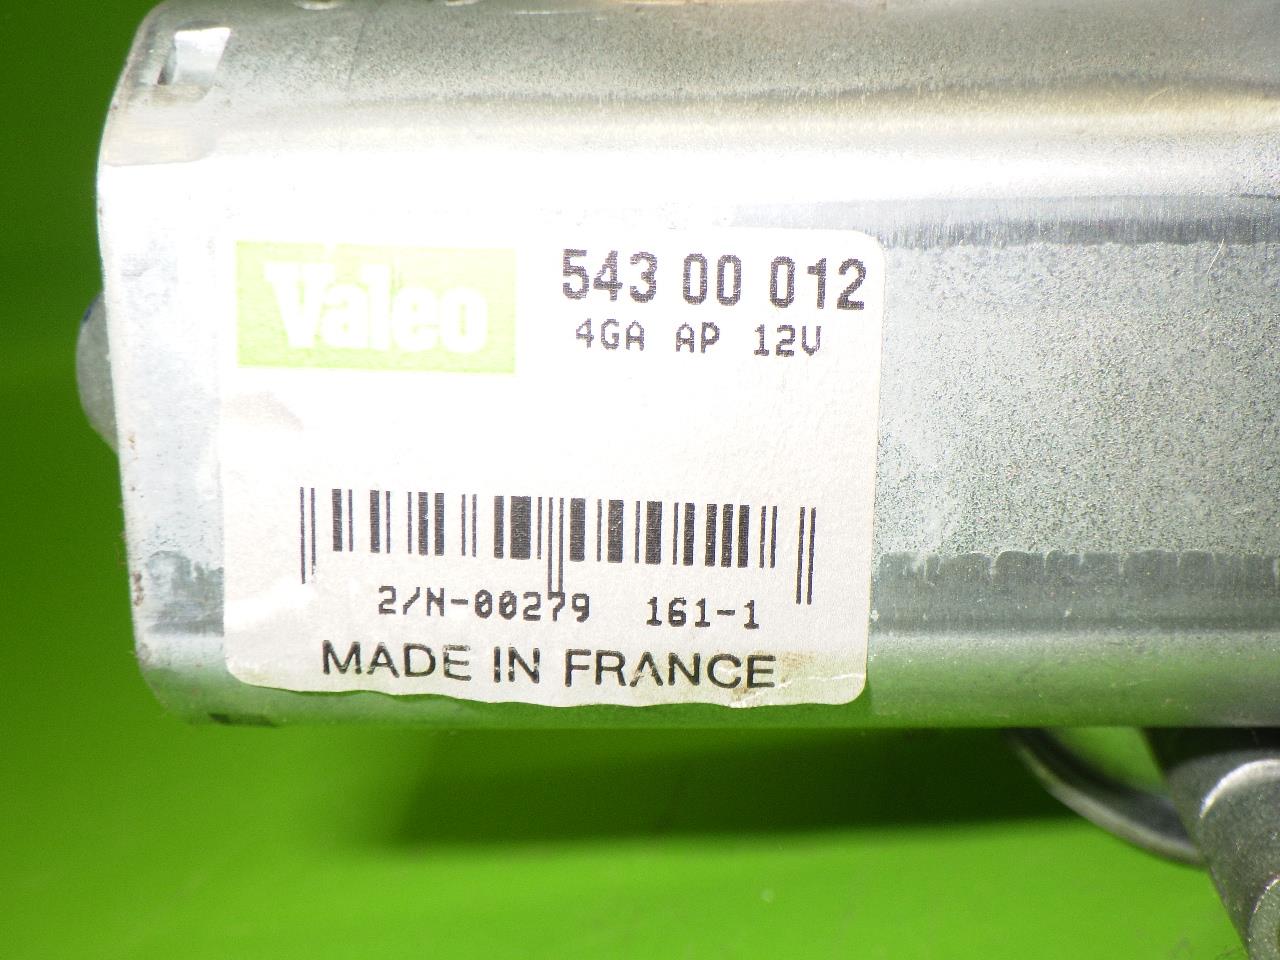 Valeo
543 00 012
4GA AP 12V
2/N-00279 161-1
MADE IN FRANCE